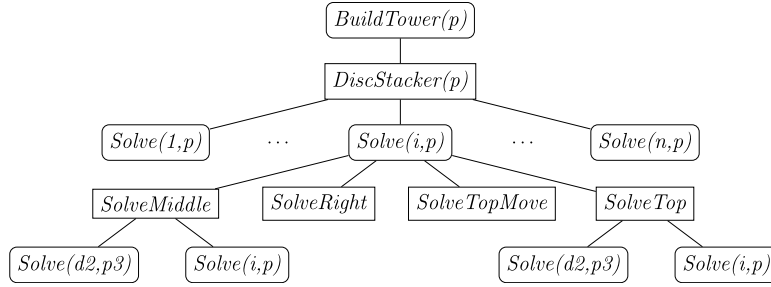 BuildTower(p)
DiscStacker(p)
Solve(1,p) ... Solve(i,p) ... Solve(n,p)
SolveMiddle SolveRight SolveTopMove SolveTop
Solve(d2,p3) Solve(i,p) Solve(d2,p3) Solve(i,p)